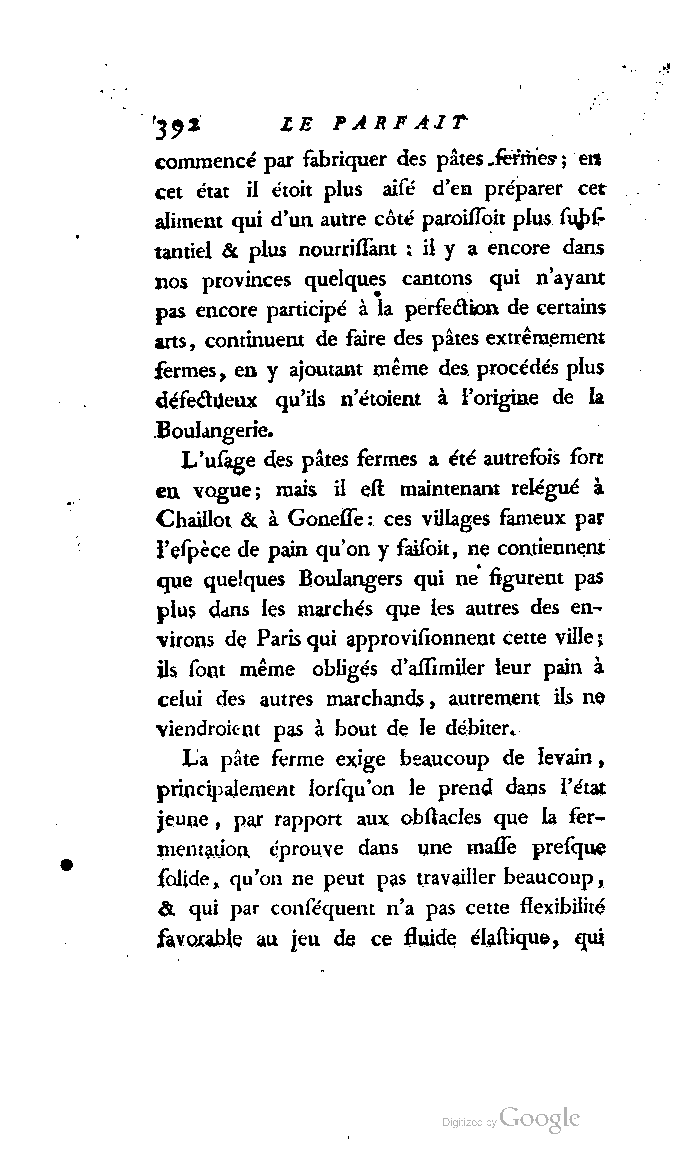 392 LE PARFAIT
commencé par fabriquer des pâtes fermes ; en
cet état il étoit plus aiſé d'en préparer cet
aliment qui d'un autre côté paroiſſoit plus ſubſ-
tantiel & plus nourriſſant : il y a encore dans
nos provinces quelques cantons qui n'ayant
pas encore participé à la perfection de certains
arts, continuent de faire des pâtes extrêmement
fermes, en y ajoutant même des procédés plus
défectueux qu'ils n'étoient à l'origine de la
Boulangerie.
L'uſage des pâtes fermes a été autrefois fort
en vogue ; mais il eſt maintenant relégué à
Chaillot & à Goneſſe : ces villages fameux par
l'eſpèce de pain qu'on y faiſoit, ne contiennent
que quelques Boulangers qui ne figurent pas
plus dans les marchés que les autres des en-
virons de Paris qui approviſionnent cette ville ;
ils ſont même obligés d'aſſimiler leur pain à
celui des autres marchands, autrement ils ne
viendroient pas à bout de le débiter.
La pâte ferme exige beaucoup de levain,
principalement lorſqu'on le prend dans l'état
jeune, par rapport aux obſtacles que la fer-
mentation éprouve dans une maſſe preſque
ſolide, qu'on ne peut pas travailler beaucoup,
& qui par conſéquent n'a pas cette flexibilité
favorable au jeu de ce fluide élaſtique, qui
Digitized by Google